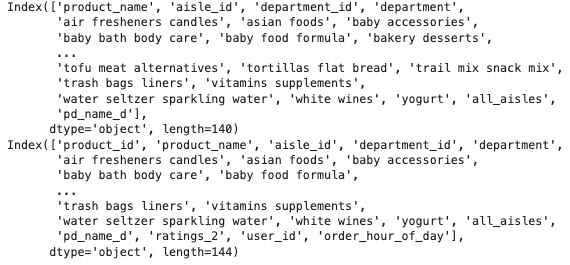 Index(['product_name', 'aisle_id', 'department_id', 'department',
'air fresheners candles', 'asian foods', 'baby accessories',
'baby bath body care', 'baby food formula', 'bakery desserts',
...
'tofu meat alternatives', 'tortillas flat bread', 'trail mix snack mix',
'trash bags liners', 'vitamins supplements',
'water seltzer sparkling water', 'white wines', 'yogurt', 'all_aisles',
'pd_name_d'],
dtype='object', length=140)
Index(['product_id', 'product_name', 'aisle_id', 'department_id', 'department',
'air fresheners candles', 'asian foods', 'baby accessories',
'baby bath body care', 'baby food formula',
...
'trash bags liners', 'vitamins supplements',
'water seltzer sparkling water', 'white wines', 'yogurt', 'all_aisles',
'pd_name_d', 'ratings_2', 'user_id', 'order_hour_of_day'],
dtype='object', length=144)